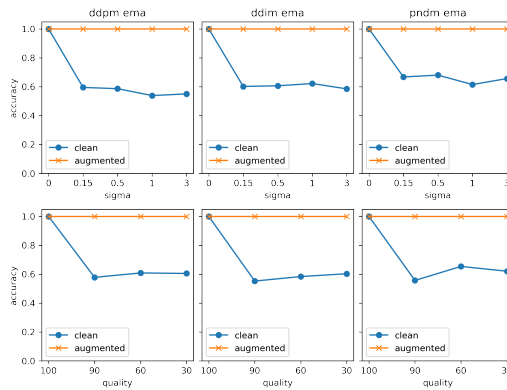 ddpm ema ddim ema pndm ema
accuracy
1.0
0.8
0.6
0.4
0.2
0.0
clean clean clean
augmented augmented augmented
0 0.15 0.5 1 3 0 0.15 0.5 1 3 0 0.15 0.5 1 3
sigma sigma sigma
accuracy
1.0
0.8
0.6
0.4
0.2
0.0
clean clean clean
augmented augmented augmented
100 90 60 30 100 90 60 30 100 90 60
quality quality quality